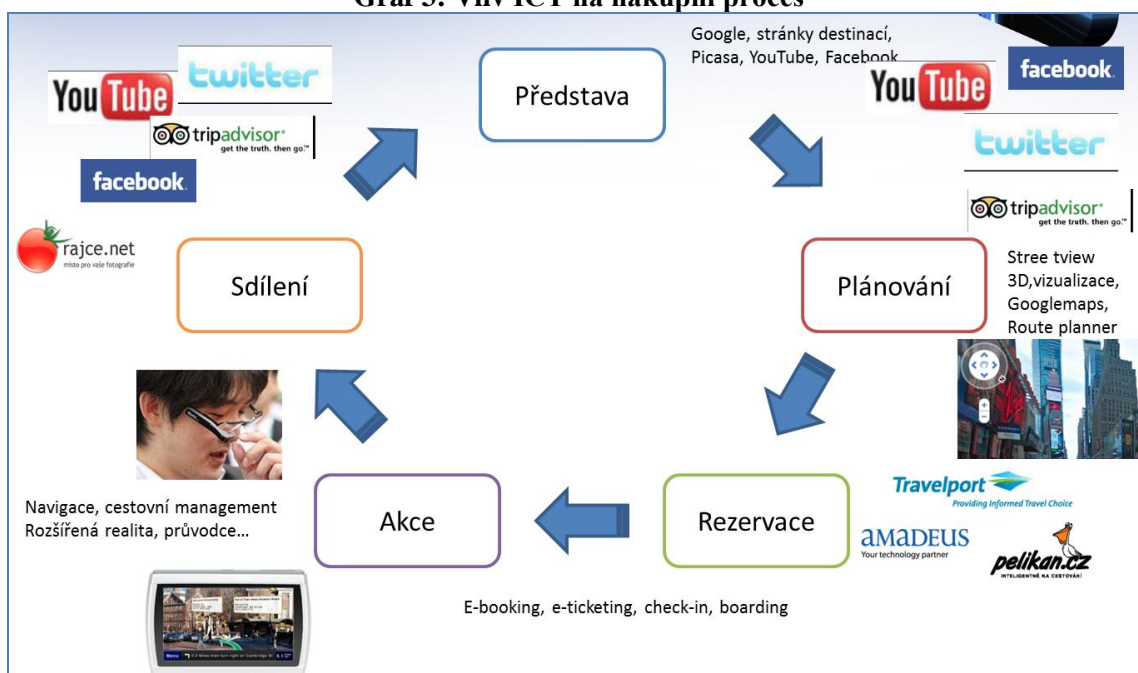 Graf 3: Vliv ICT na nákupní proces
Google, stránky destinací,
Picasa, YouTube, Facebook
YouTube
twitter
tripadvisor®
get the truth. then go.™
facebook.
rajce.net
místo pro vaše fotografie
Představa
YouTube
facebook.
twitter
tripadvisor®
get the truth. then go.™
Sdílení
Plánování
Stree tview
3D,vizualizace,
Googlemaps,
Route planner
Navigace, cestovní management
Rozšířená realita, průvodce...
Akce
Rezervace
Travelport
Providing Informed Travel Choice
amadeus
Your technology partner
pelikan.cz
INTELIGENTNĚ NA CESTOVÁNÍ
E-booking, e-ticketing, check-in, boarding
Menu